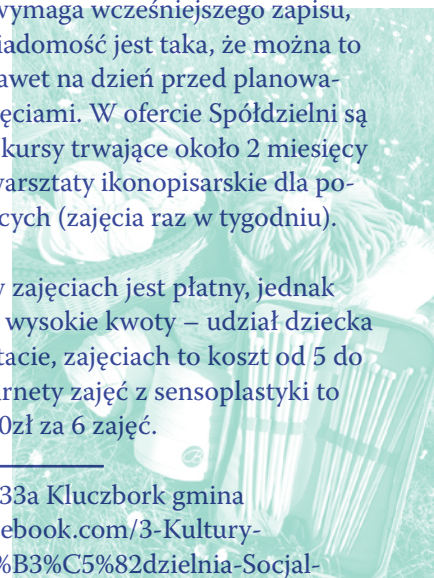 wymaga wcześniejszego zapisu,
iadomość jest taka, że można to
awet na dzień przed planowa-
ęciami. W ofercie Spółdzielni są
kursy trwające około 2 miesięcy
warsztaty ikonopisarskie dla po-
cych (zajęcia raz w tygodniu).
w zajęciach jest płatny, jednak
wysokie kwoty – udział dziecka
tacie, zajęciach to koszt od 5 do
arnety zajęć z sensoplastyki to
0zł za 6 zajęć.
33a Kluczbork gmina
ebook.com/3-Kultury-
%B3%C5%82dzielnia-Socjal-